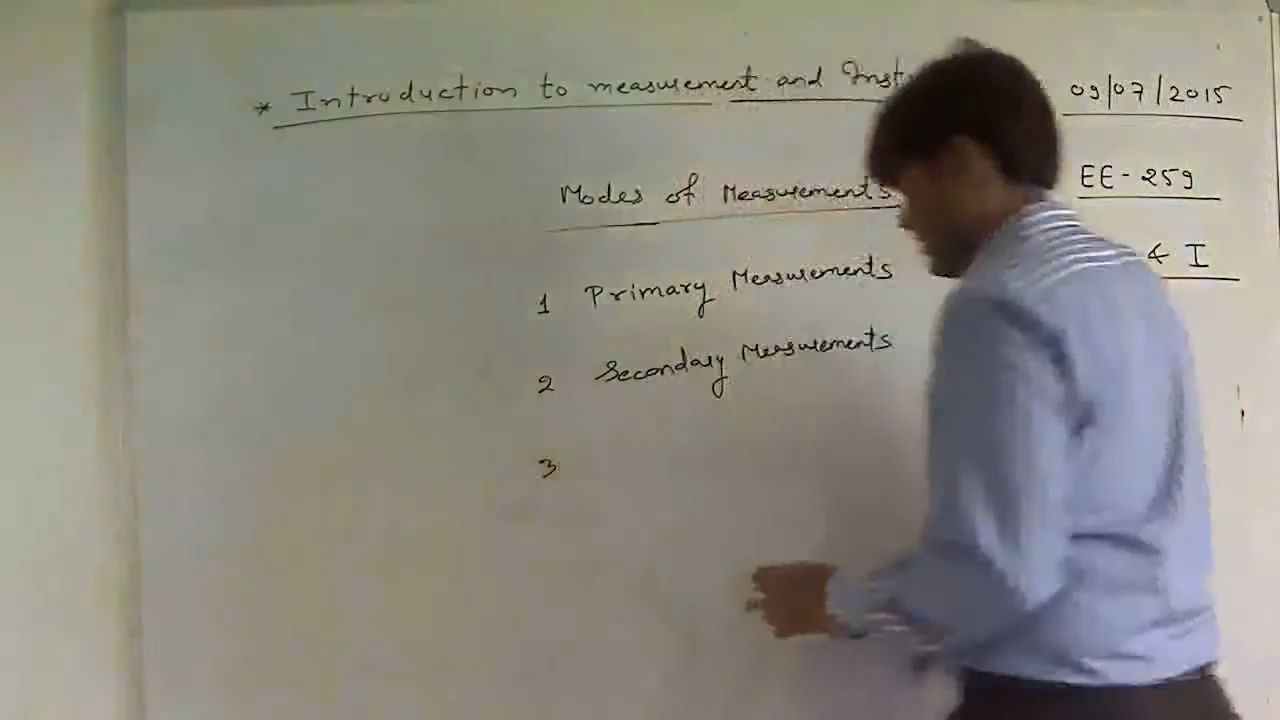 * Introduction to measurement and Inst
09/07/2015
Modes of Measurements
EE-259
& I
1 Primary Measurements
2 Secondary Measurements
3